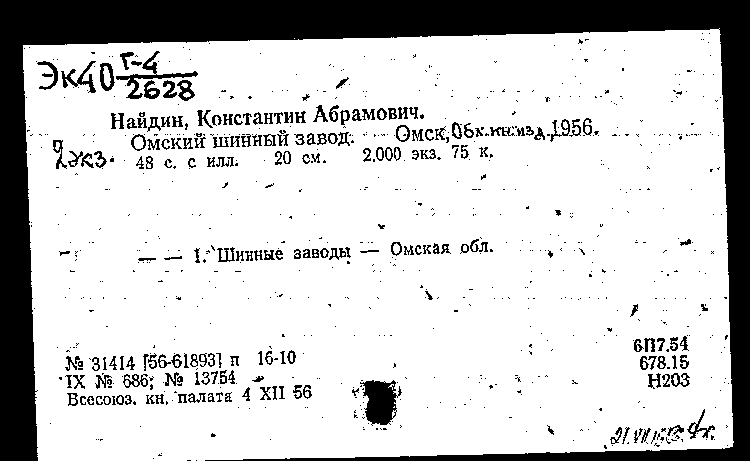 Эк40 Г-4
2628
Найдин, Константин Абрамович.
Омский шинный завод. Омск, Обл. кн. изд., 1956.
2 экз. 48 с. с илл. 20 см. 2.000 экз. 75 к.
— — 1. Шинные заводы — Омская обл.
6П7.54
№ 31414 [56-61893] п 16-10 678.15
IX № 686; № 13754 Н203
Всесоюз. кн. палата 4 XII 56